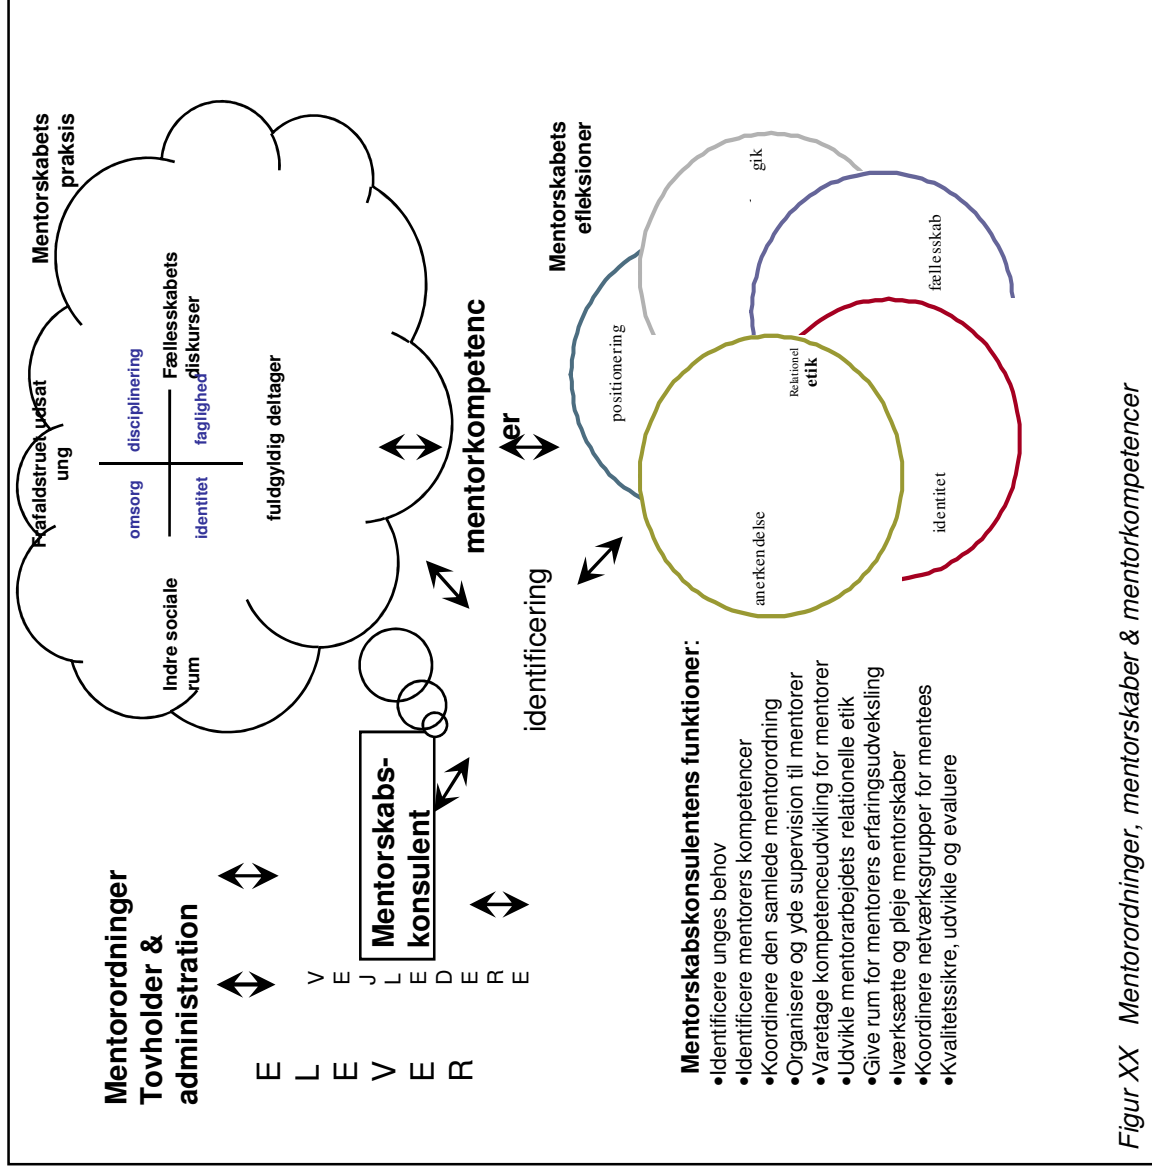 Mentorordninger
Tovholder &
administration
E L E V E R
V E J L E D E R E
Mentorskabs-
konsulent
Mentorskabets
praksis
Frafaldstruet udsat
ung
omsorg
disciplinering
identitet
faglighed
Fællesskabets
diskurser
Indre sociale
rum
fuldgyldig deltager
mentorkompetenc
er
identificering
Mentorskabets
efleksioner
positionering
gik
fællesskab
Relationel
etik
identitet
anerkendelse
Mentorskabskonsulentens funktioner:
•Identificere unges behov
•Identificere mentorers kompetencer
•Koordinere den samlede mentorordning
•Organisere og yde supervision til mentorer
•Varetage kompetenceudvikling for mentorer
•Udvikle mentorarbejdets relationelle etik
•Give rum for mentorers erfaringsudveksling
•Iværksætte og pleje mentorskaber
•Koordinere netværksgrupper for mentees
•Kvalitetssikre, udvikle og evaluere
Figur XX Mentorordninger, mentorskaber & mentorkompetencer